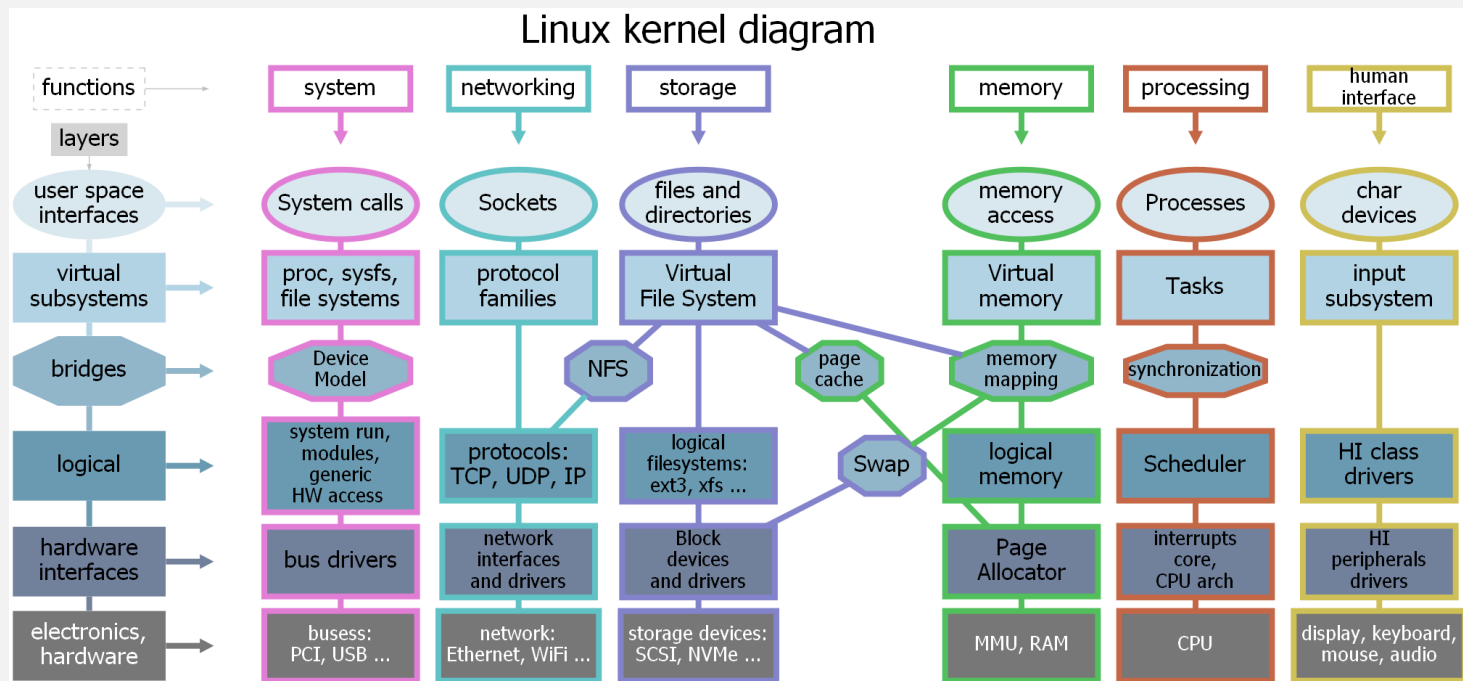 Linux kernel diagram
functions
system
networking
storage
memory
processing
human
interface
layers
user space
interfaces
System calls
Sockets
files and
directories
memory
access
Processes
char
devices
virtual
subsystems
proc, sysfs,
file systems
protocol
families
Virtual
File System
Virtual
memory
Tasks
input
subsystem
bridges
Device
Model
NFS
page
cache
memory
mapping
synchronization
logical
system run,
modules,
generic
HW access
protocols:
TCP, UDP, IP
logical
filesystems:
ext3, xfs ...
Swap
logical
memory
Scheduler
HI class
drivers
hardware
interfaces
bus drivers
network
interfaces
and drivers
Block
devices
and drivers
Page
Allocator
interrupts
core,
CPU arch
HI
peripherals
drivers
electronics,
hardware
busess:
PCI, USB ...
network:
Ethernet, WiFi ...
storage devices:
SCSI, NVMe ...
MMU, RAM
CPU
display, keyboard,
mouse, audio